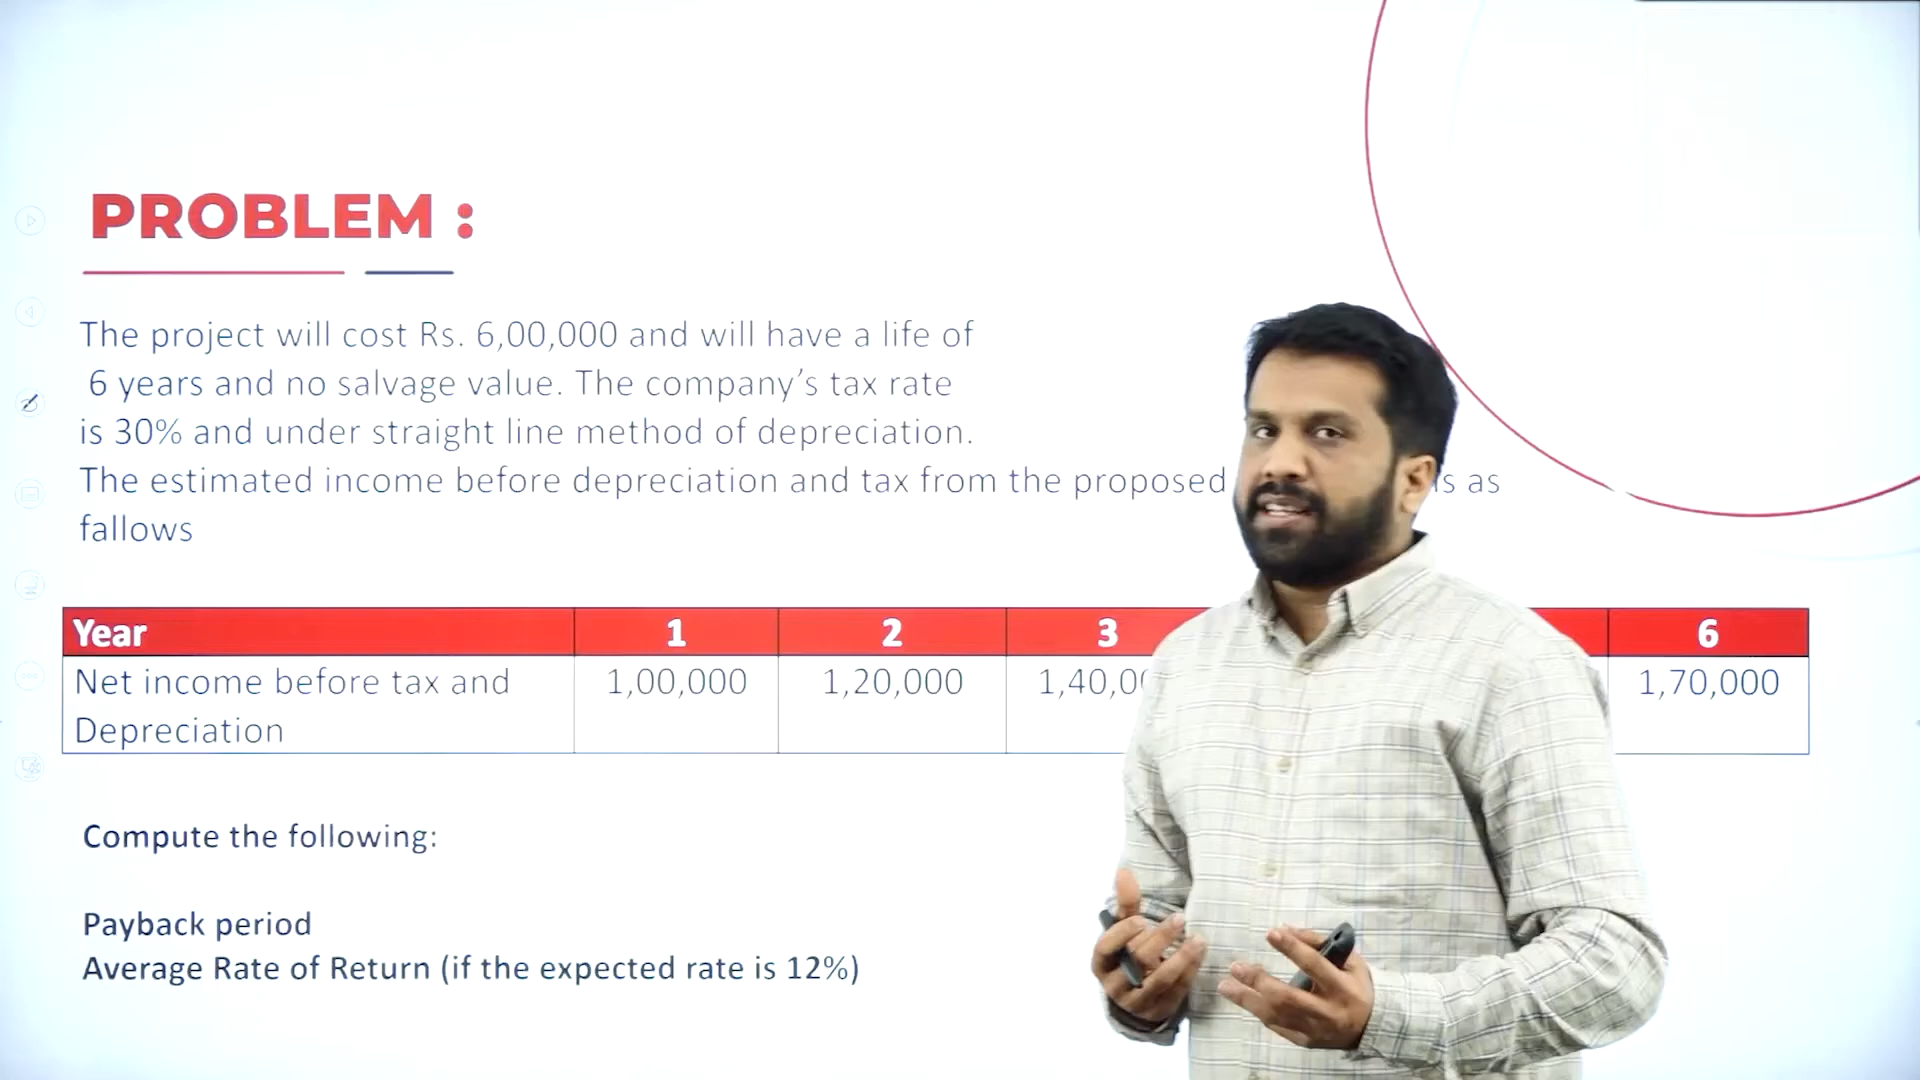 PROBLEM :
The project will cost Rs. 6,00,000 and will have a life of
6 years and no salvage value. The company’s tax rate
is 30% and under straight line method of depreciation.
The estimated income before depreciation and tax from the proposed as
fallows
Year 1 2 3 6
Net income before tax and 1,00,000 1,20,000 1,70,000
Depreciation
Compute the following:
Payback period
Average Rate of Return (if the expected rate is 12%)